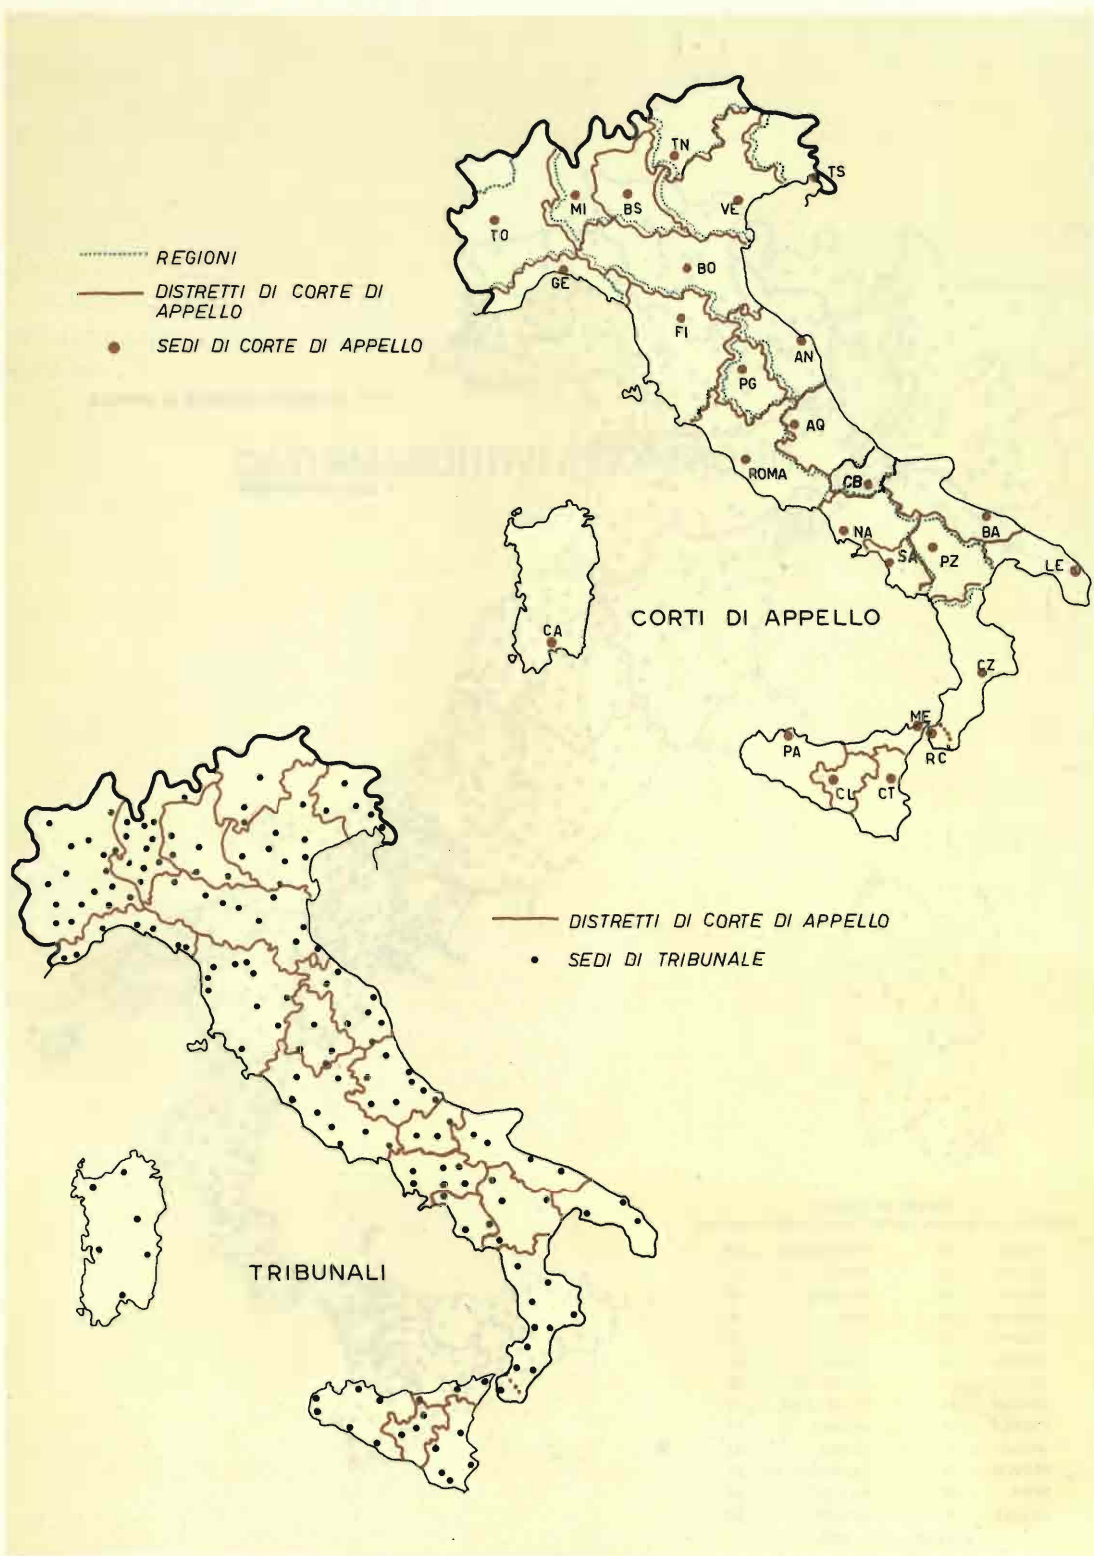 TN
TS
MI
BS
VE
TO
REGIONI
BO
GE
DISTRETTI DI CORTE DI
APPELLO
FI
SEDI DI CORTE DI APPELLO
AN
PG
AQ
ROMA
CB
NA
BA
SA
PZ
LE
CORTI DI APPELLO
CA
CZ
ME
PA
RC
CL
CT
DISTRETTI DI CORTE DI APPELLO
SEDI DI TRIBUNALE
TRIBUNALI